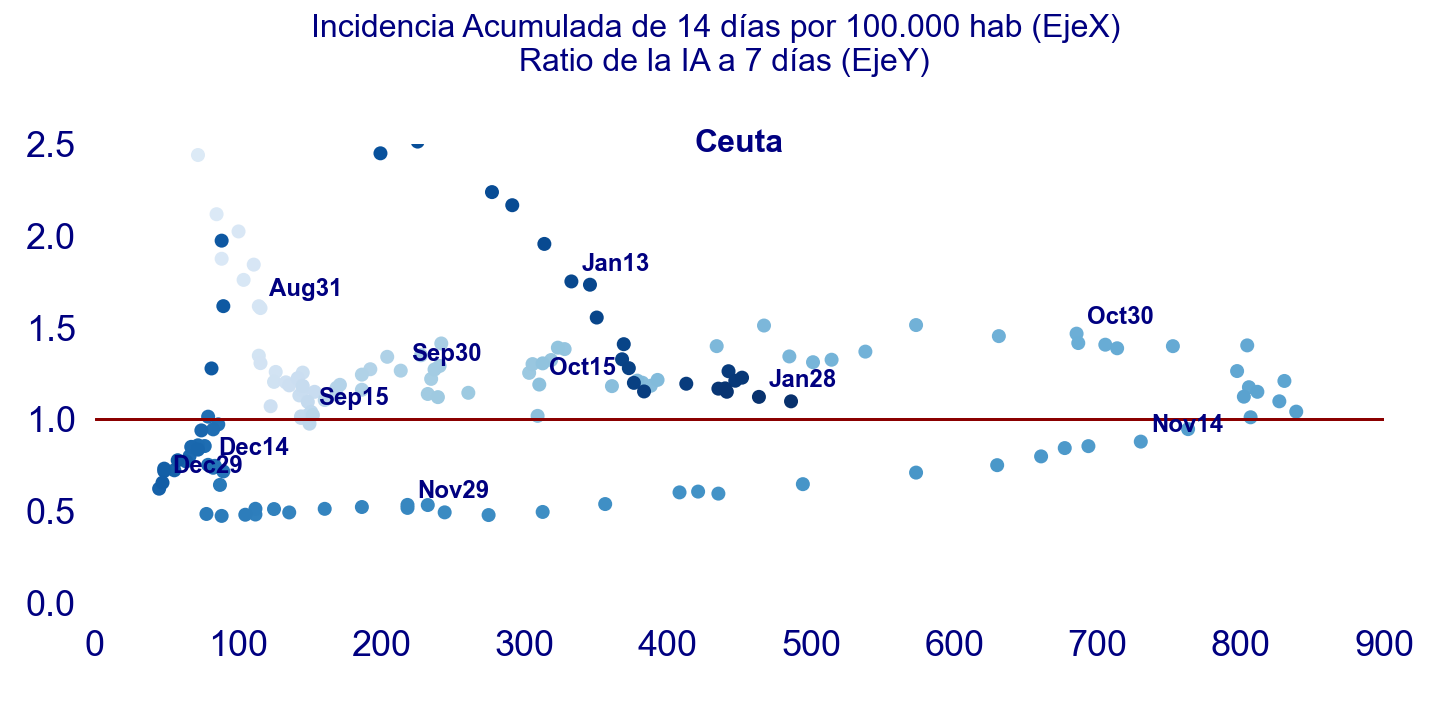 Incidencia Acumulada de 14 días por 100.000 hab (EjeX)
Ratio de la IA a 7 días (EjeY)
Ceuta
2.5
2.0
1.5
1.0
0.5
0.0
Jan13
Aug31
Oct30
Sep30
Oct15
Jan28
Sep15
Nov14
Dec14
Dec29
Nov29
0 100 200 300 400 500 600 700 800 900